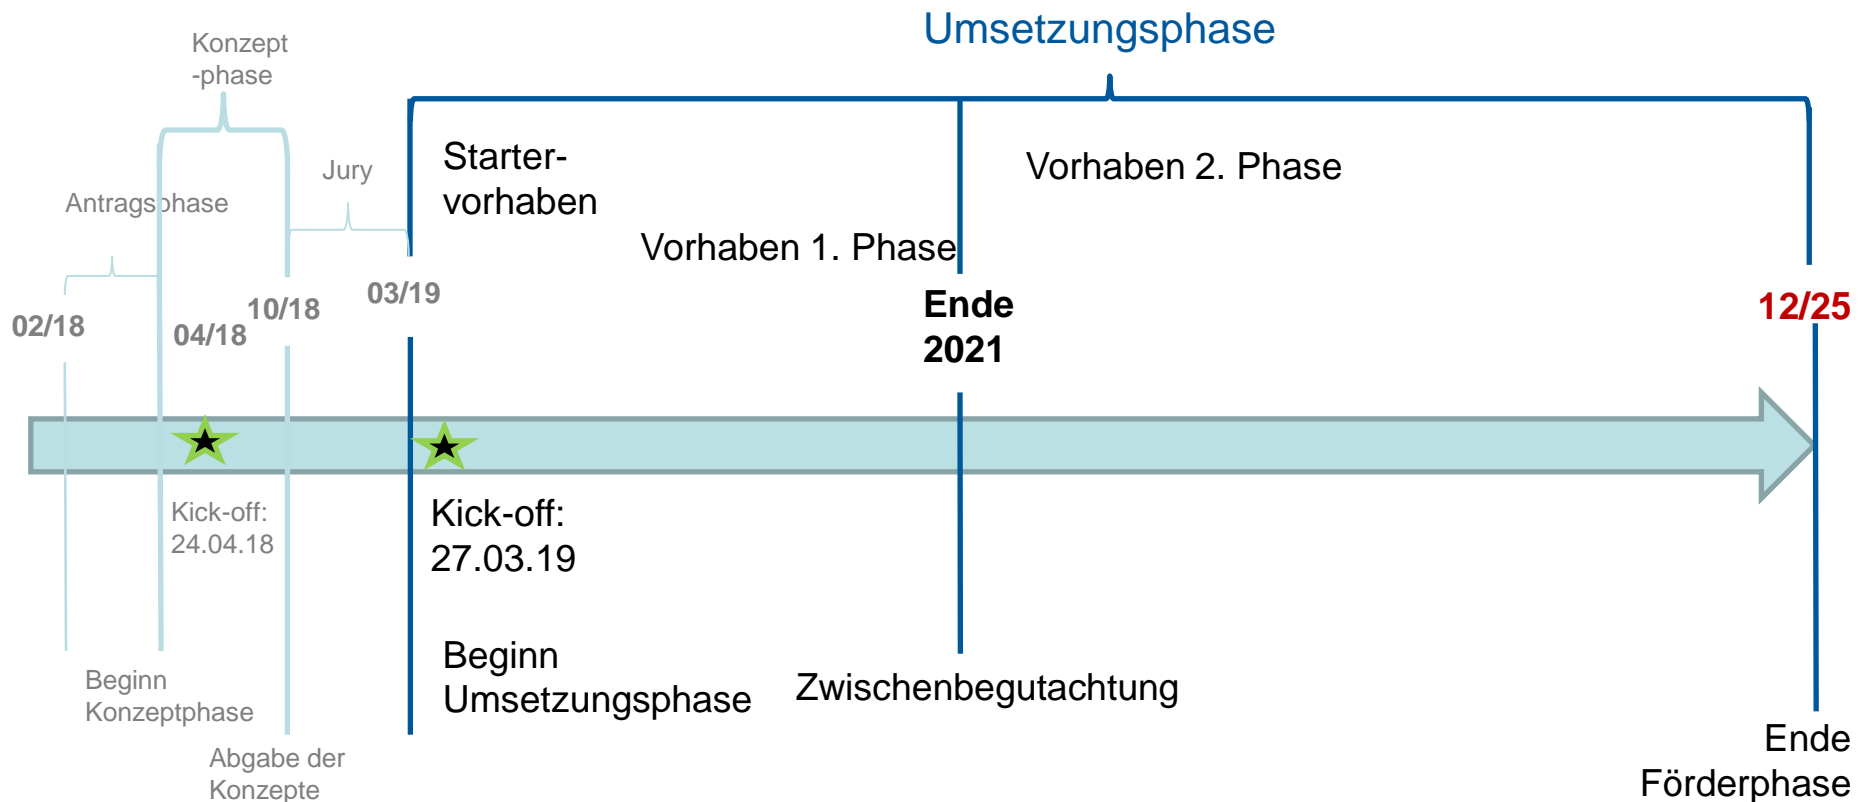 Umsetzungsphase
Konzept
-phase
Starter-
vorhaben
Jury
Vorhaben 2. Phase
Antragsphase
Vorhaben 1. Phase
02/18
04/18
10/18
03/19
Ende
2021
12/25
Kick-off:
24.04.18
Kick-off:
27.03.19
Beginn
Konzeptphase
Abgabe der
Konzepte
Beginn
Umsetzungsphase
Zwischenbegutachtung
Ende
Förderphase